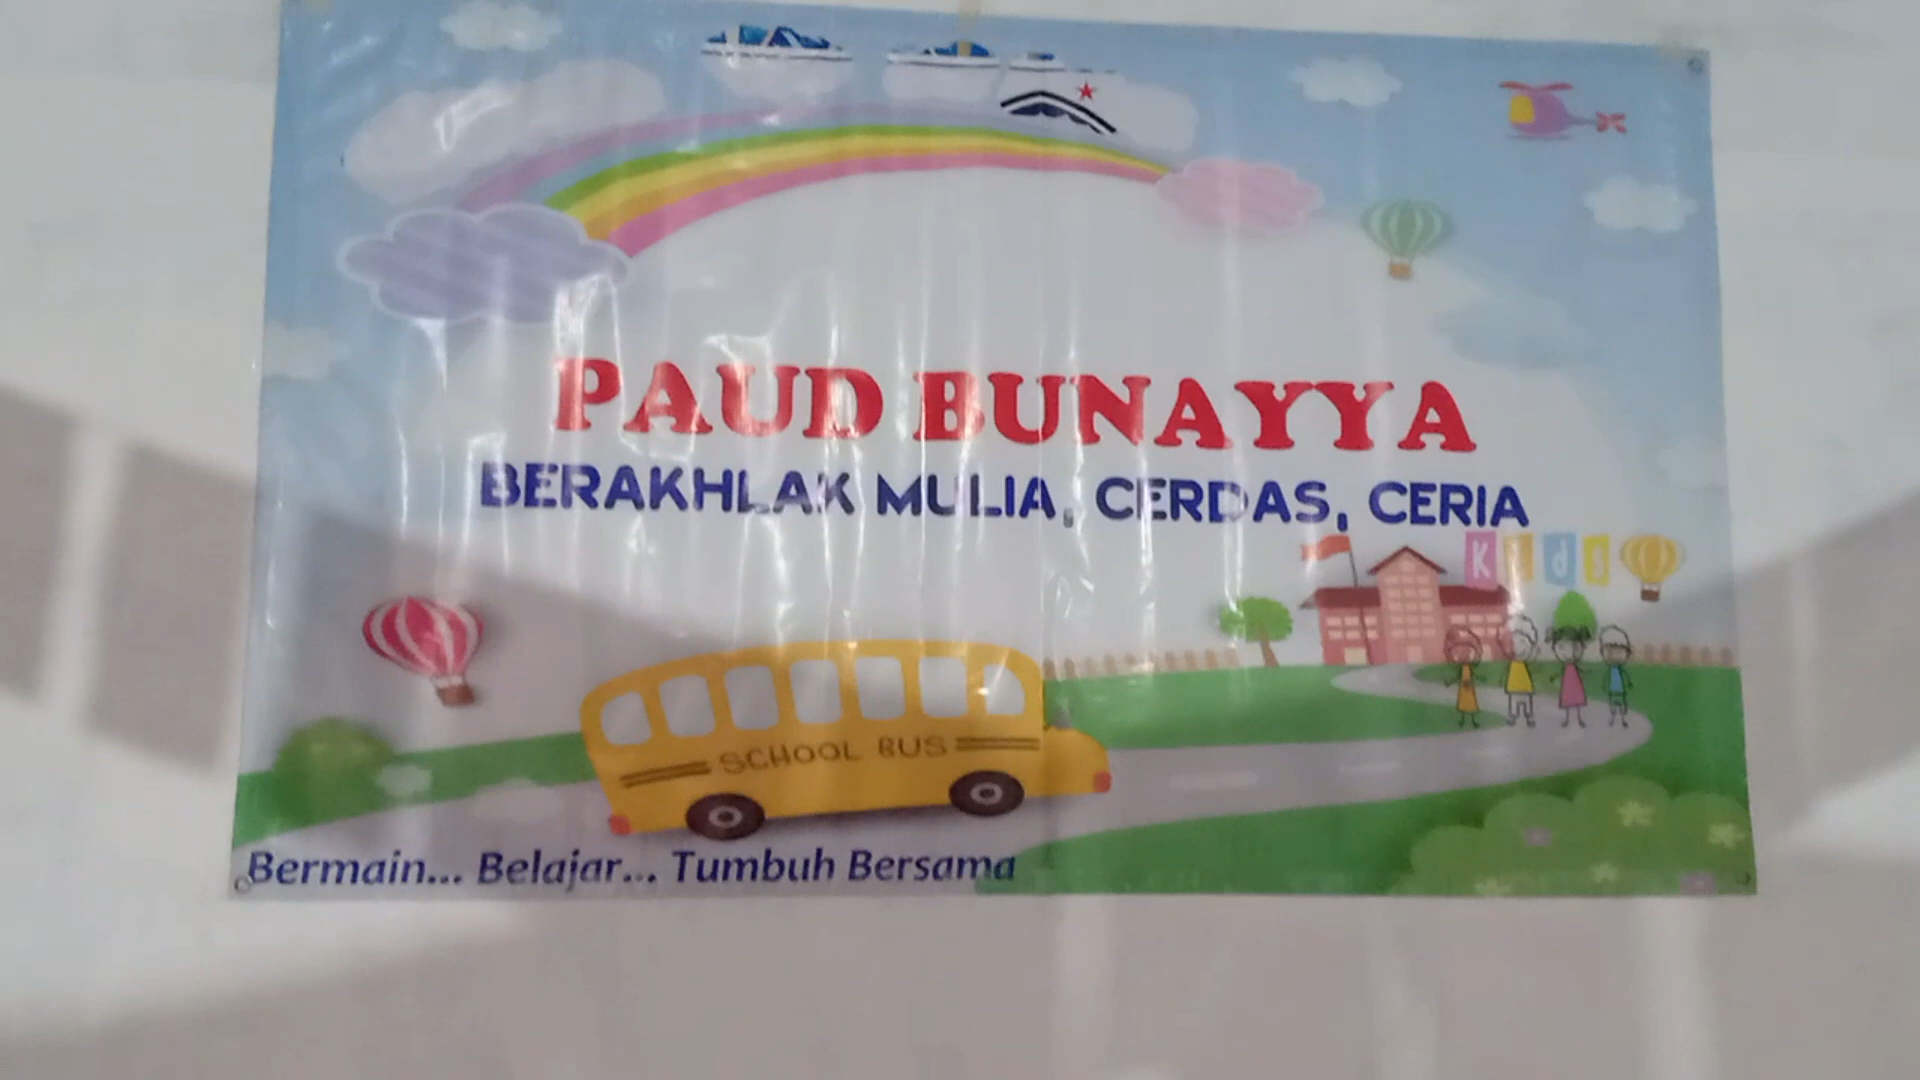 PAUD BUNAYYA
BERAKHLAK MULIA, CERDAS, CERIA
Kids
SCHOOL BUS
Bermain... Belajar... Tumbuh Bersama